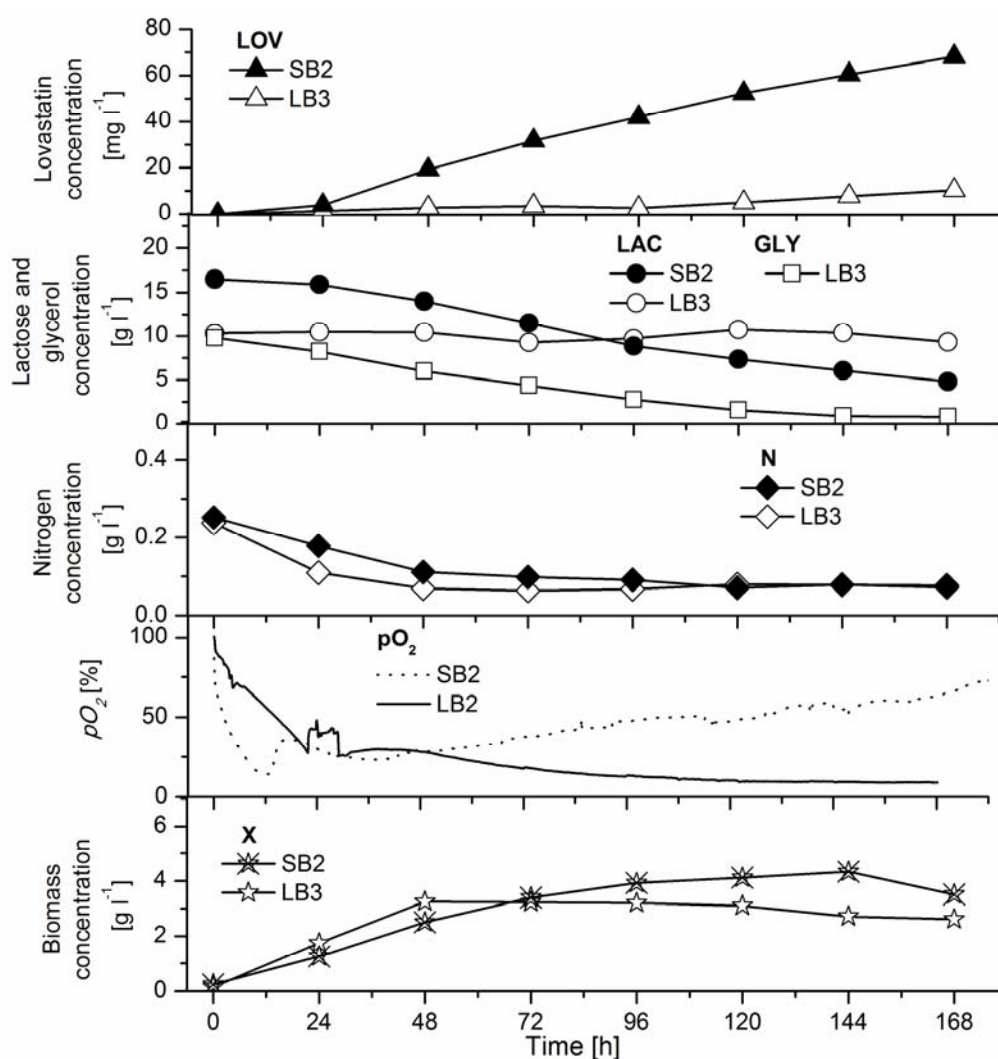 LOV
SB2
LB3
Lovastatin
concentration
[mg l-1]
80
60
40
20
0
LAC GLY
SB2 LB3
LB3
Lactose and
glycerol
concentration
[g l-1]
20
15
10
5
0
N
SB2
LB3
Nitrogen
concentration
[g l-1]
0.4
0.2
0.0
pO2
SB2
LB2
pO2 [%]
100
50
0
X
SB2
LB3
Biomass
concentration
[g l-1]
6
4
2
0
0 24 48 72 96 120 144 168
Time [h]